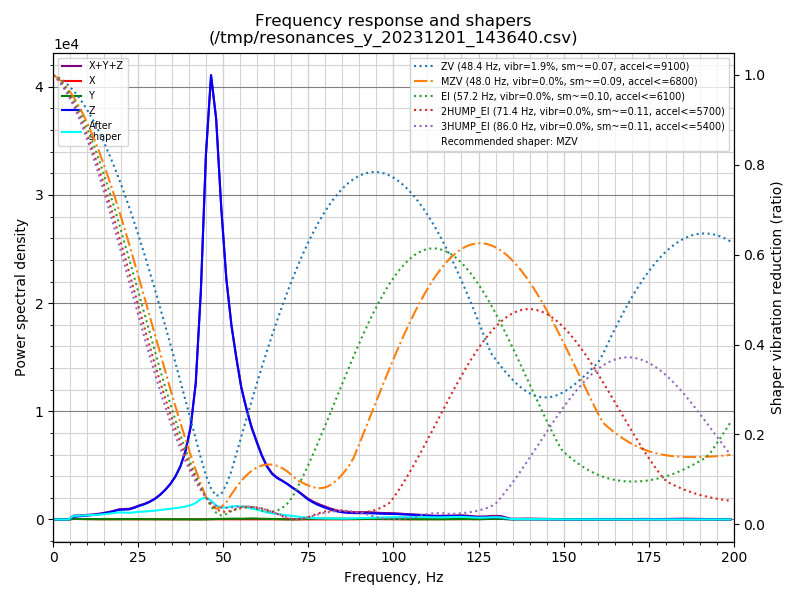 Frequency response and shapers
(/tmp/resonances_y_20231201_143640.csv)
1e4
X+Y+Z
X
Y
Z
After
shaper
ZV (48.4 Hz, vibr=1.9%, sm~=0.07, accel<=9100)
MZV (48.0 Hz, vibr=0.0%, sm~=0.09, accel<=6800)
EI (57.2 Hz, vibr=0.0%, sm~=0.10, accel<=6100)
2HUMP_EI (71.4 Hz, vibr=0.0%, sm~=0.11, accel<=5700)
3HUMP_EI (86.0 Hz, vibr=0.0%, sm~=0.11, accel<=5400)
Recommended shaper: MZV
Power spectral density
4
3
2
1
0
1.0
0.8
0.6
0.4
0.2
0.0
Shaper vibration reduction (ratio)
0 25 50 75 100 125 150 175 200
Frequency, Hz